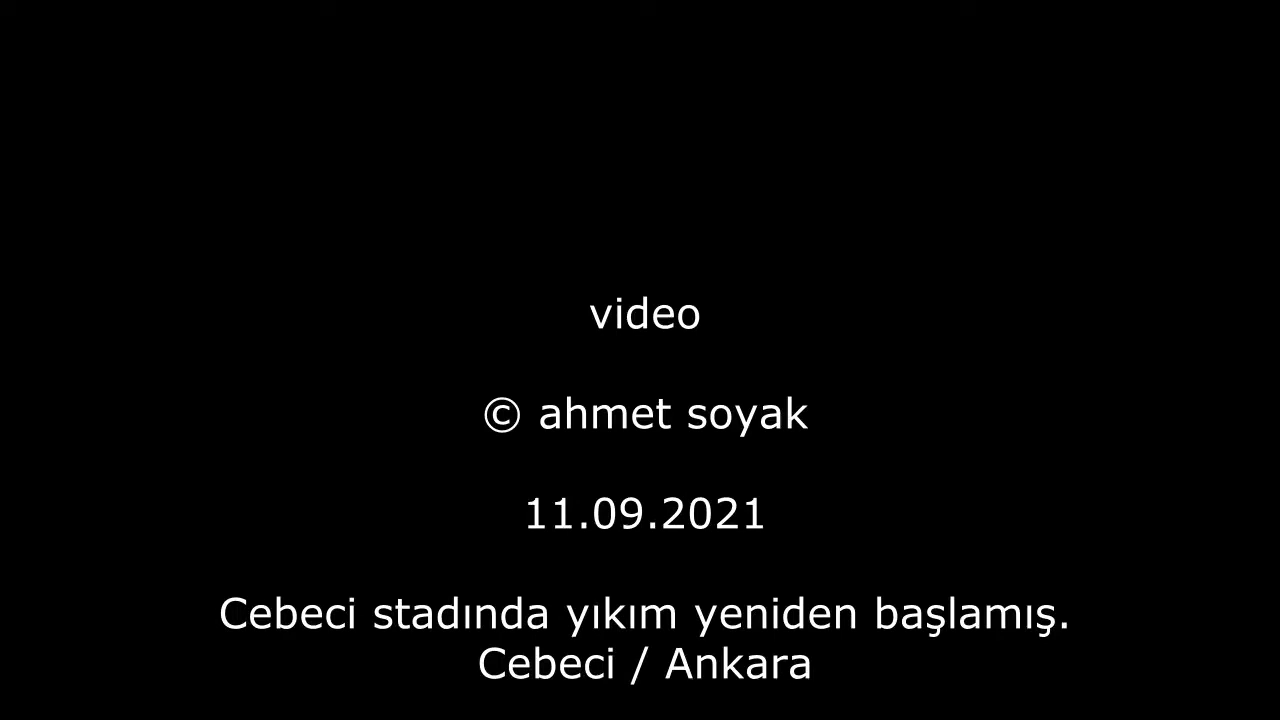 video
© ahmet soyak
11.09.2021
Cebeci stadında yıkım yeniden başlamış.
Cebeci / Ankara